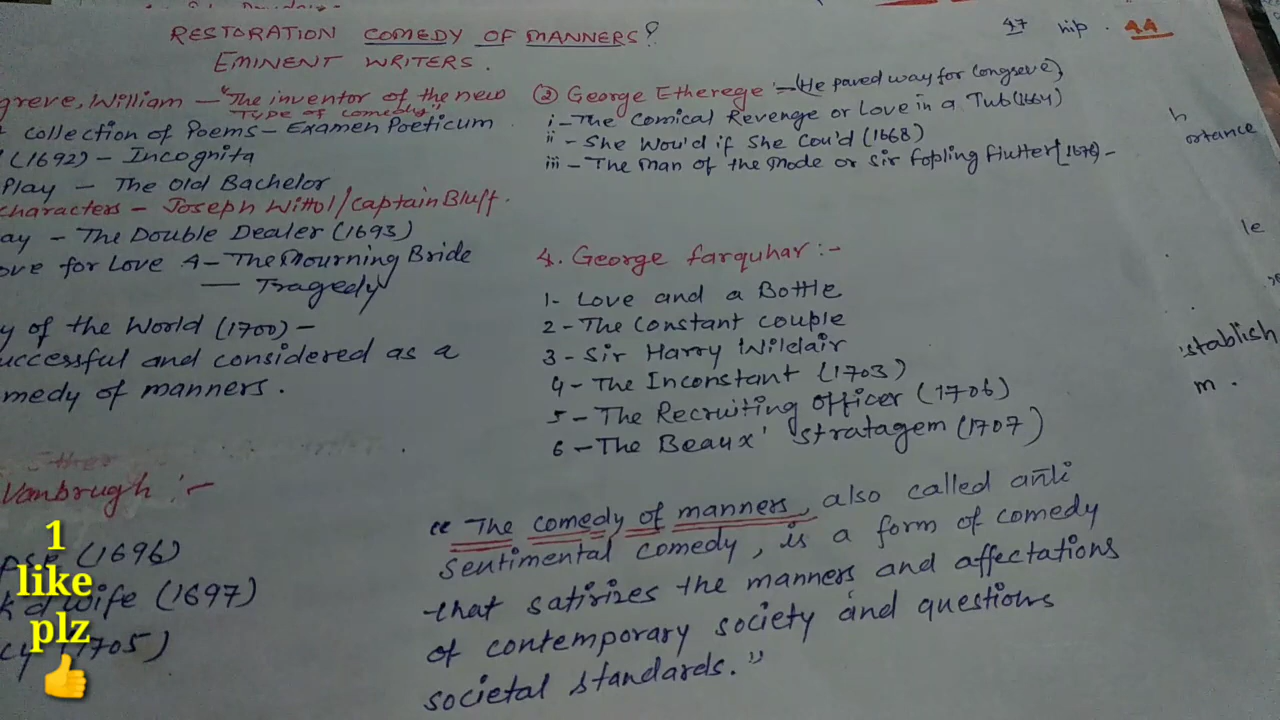 RESTORATION COMEDY OF MANNERS?
EMINENT WRITERS.
47 hip. 44
greve, William – "The inventor of the new
Type of comedy"
collection of Poems – Examen Poeticum
(1692) – Incognita
Play – The Old Bachelor
characters – Joseph Wittol/Captain Bluff.
ay – The Double Dealer (1693)
ove for Love 4 – The Mourning Bride
— Tragedy
y of the World (1700) –
uccessful and considered as a
medy of manners.
Vanbrugh :–
pse (1696)
k d wife (1697)
cy (1705)
George Etherege :– (He paved way for Congseve)
i – The Comical Revenge or Love in a Tub (1664)
ii – She Wou'd if She Cou'd (1668)
iii – The Man of the Mode or Sir Fopling Flutter [1676] –
4. George farquhar :–
1- Love and a Bottle
2 – The Constant couple
3 – Sir Harry Wildair
4 – The Inconstant (1703)
5 – The Recruiting officer (1706)
6 – The Beaux' Stratagem (1707)
"The comedy of manners, also called anti
sentimental comedy, is a form of comedy
that satirizes the manners and affectations
of contemporary society and questions
societal standards."
h
ortance
le
stablish
m.
1
like
plz